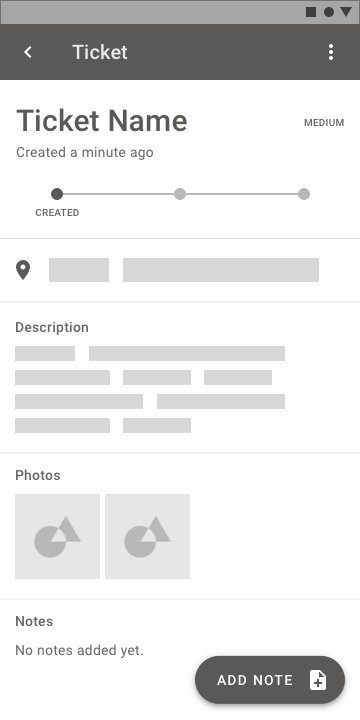 Ticket
Ticket Name
MEDIUM
Created a minute ago
CREATED
Description
Photos
Notes
No notes added yet.
ADD NOTE